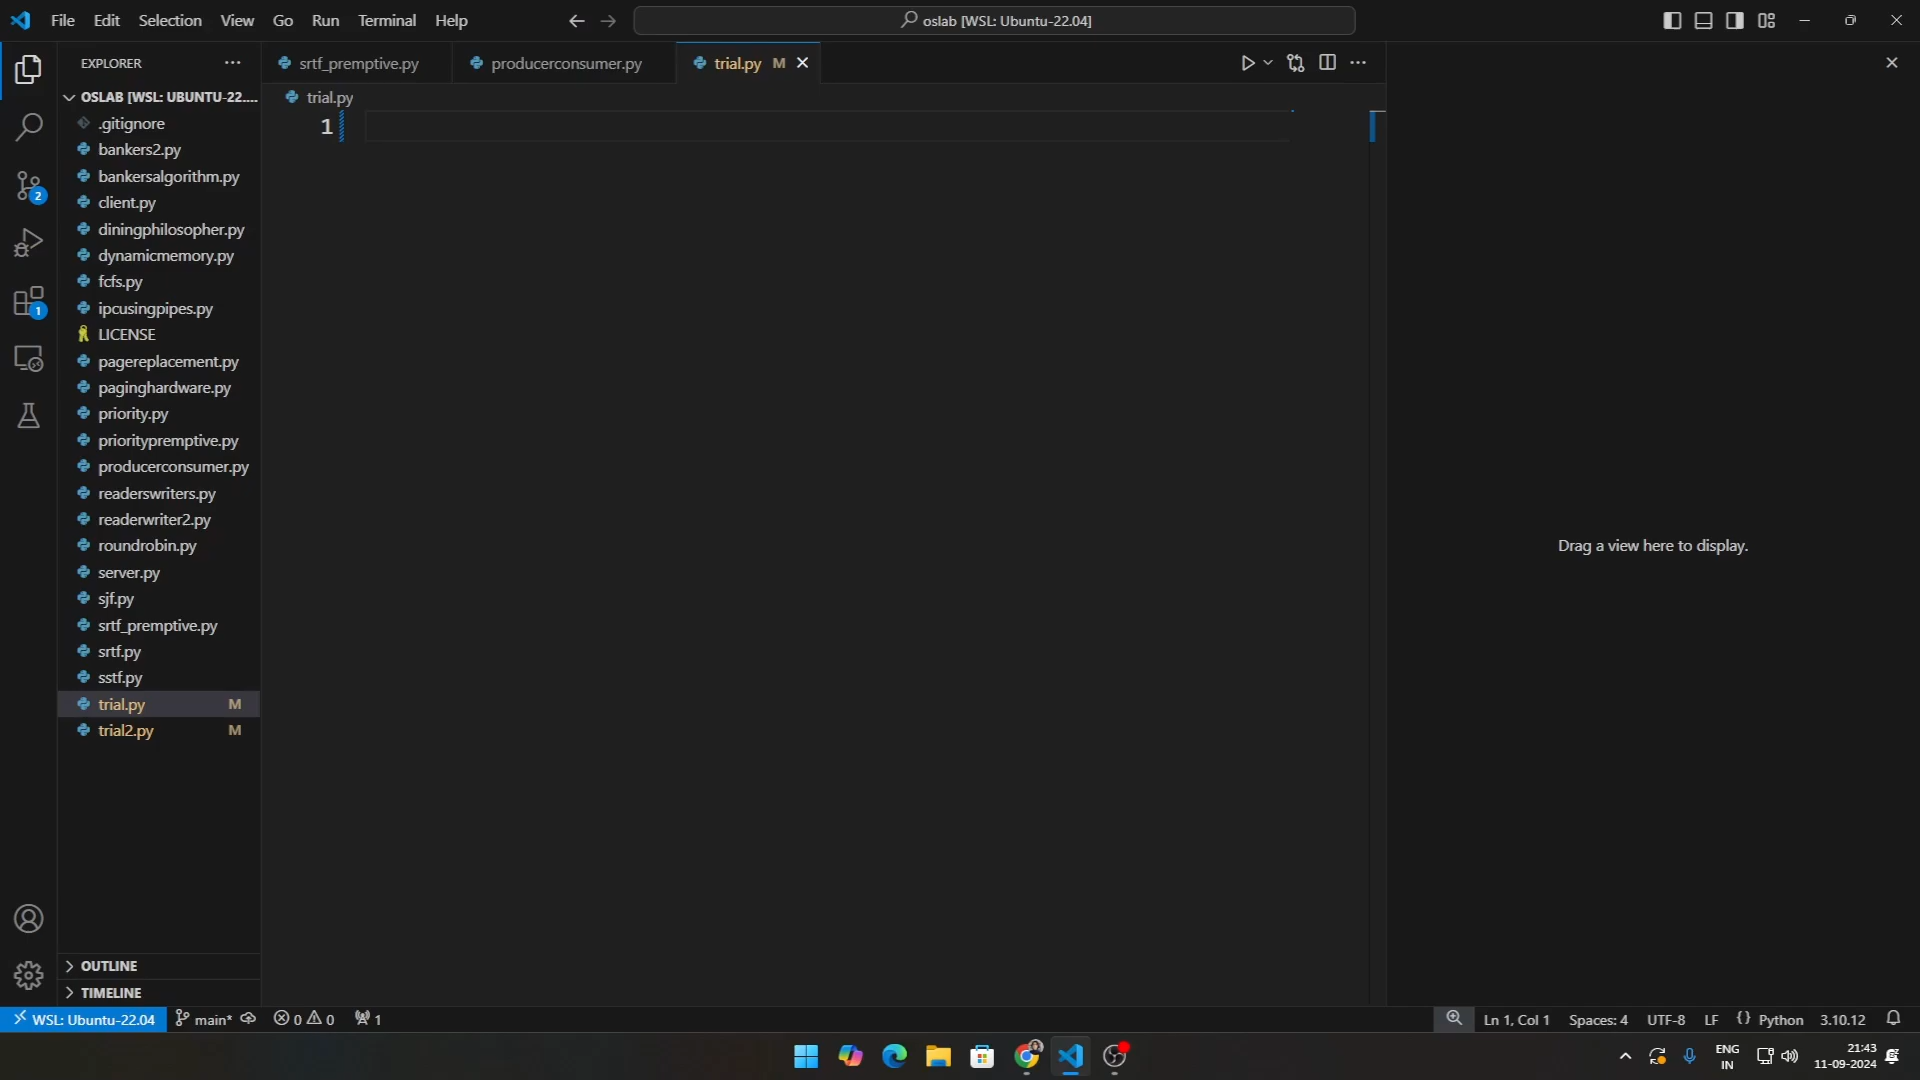 File Edit Selection View Go Run Terminal Help
oslab [WSL: Ubuntu-22.04]
EXPLORER
srtf_premptive.py
producerconsumer.py
trial.py M
OSLAB [WSL: UBUNTU-22....
trial.py
1
.gitignore
bankers2.py
bankersalgorithm.py
client.py
diningphilosopher.py
dynamicmemory.py
fcfs.py
ipcusingpipes.py
LICENSE
pagereplacement.py
paginghardware.py
priority.py
prioritypremptive.py
producerconsumer.py
readerswriters.py
readerwriter2.py
roundrobin.py
server.py
sjf.py
srtf_premptive.py
srtf.py
sstf.py
trial.py M
trial2.py M
2
1
Drag a view here to display.
OUTLINE
TIMELINE
WSL: Ubuntu-22.04 main* 0 0 1
Ln 1, Col 1 Spaces: 4 UTF-8 LF {} Python 3.10.12
ENG
IN
21:43
11-09-2024